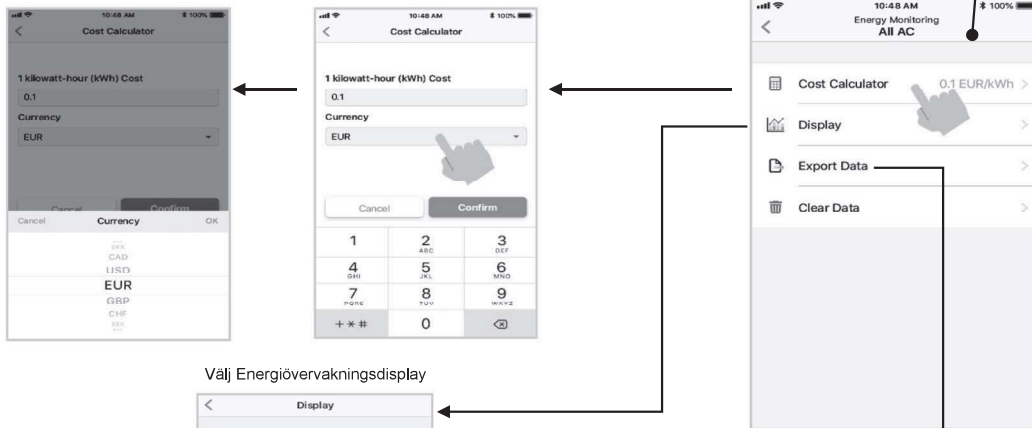 10:48 AM
100%
Cost Calculator
1 kilowatt-hour (kWh) Cost
0.1
Currency
EUR
Cancel
Confirm
Cancel
Currency
OK
DKK
CAD
USD
EUR
GBP
CHF
SEK
10:48 AM
100%
Cost Calculator
1 kilowatt-hour (kWh) Cost
0.1
Currency
EUR
Cancel
Confirm
1
2
3
ABC
DEF
4
5
6
GHI
JKL
MNO
7
8
9
PQRS
TUV
WXYZ
+*#
0
10:48 AM
100%
Energy Monitoring
All AC
Cost Calculator 0.1 EUR/kWh >
Display >
Export Data >
Clear Data >
Välj Energiövervakningsdisplay
Display